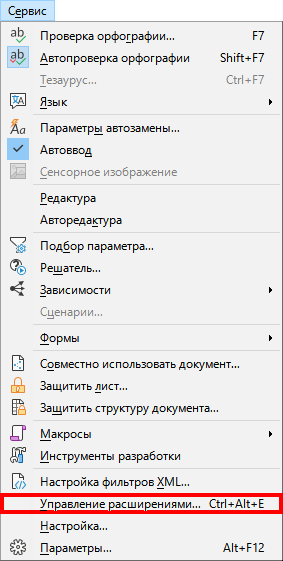 Сервис
Проверка орфографии... F7
Автопроверка орфографии Shift+F7
Тезаурус... Ctrl+F7
Язык
Параметры автозамены...
Автоввод
Сенсорное изображение
Редактура
Авторедактура
Подбор параметра...
Решатель...
Зависимости
Сценарии...
Формы
Совместно использовать документ...
Защитить лист...
Защитить структуру документа...
Макросы
Инструменты разработки
Настройка фильтров XML...
Управление расширениями... Ctrl+Alt+E
Настройка...
Параметры... Alt+F12